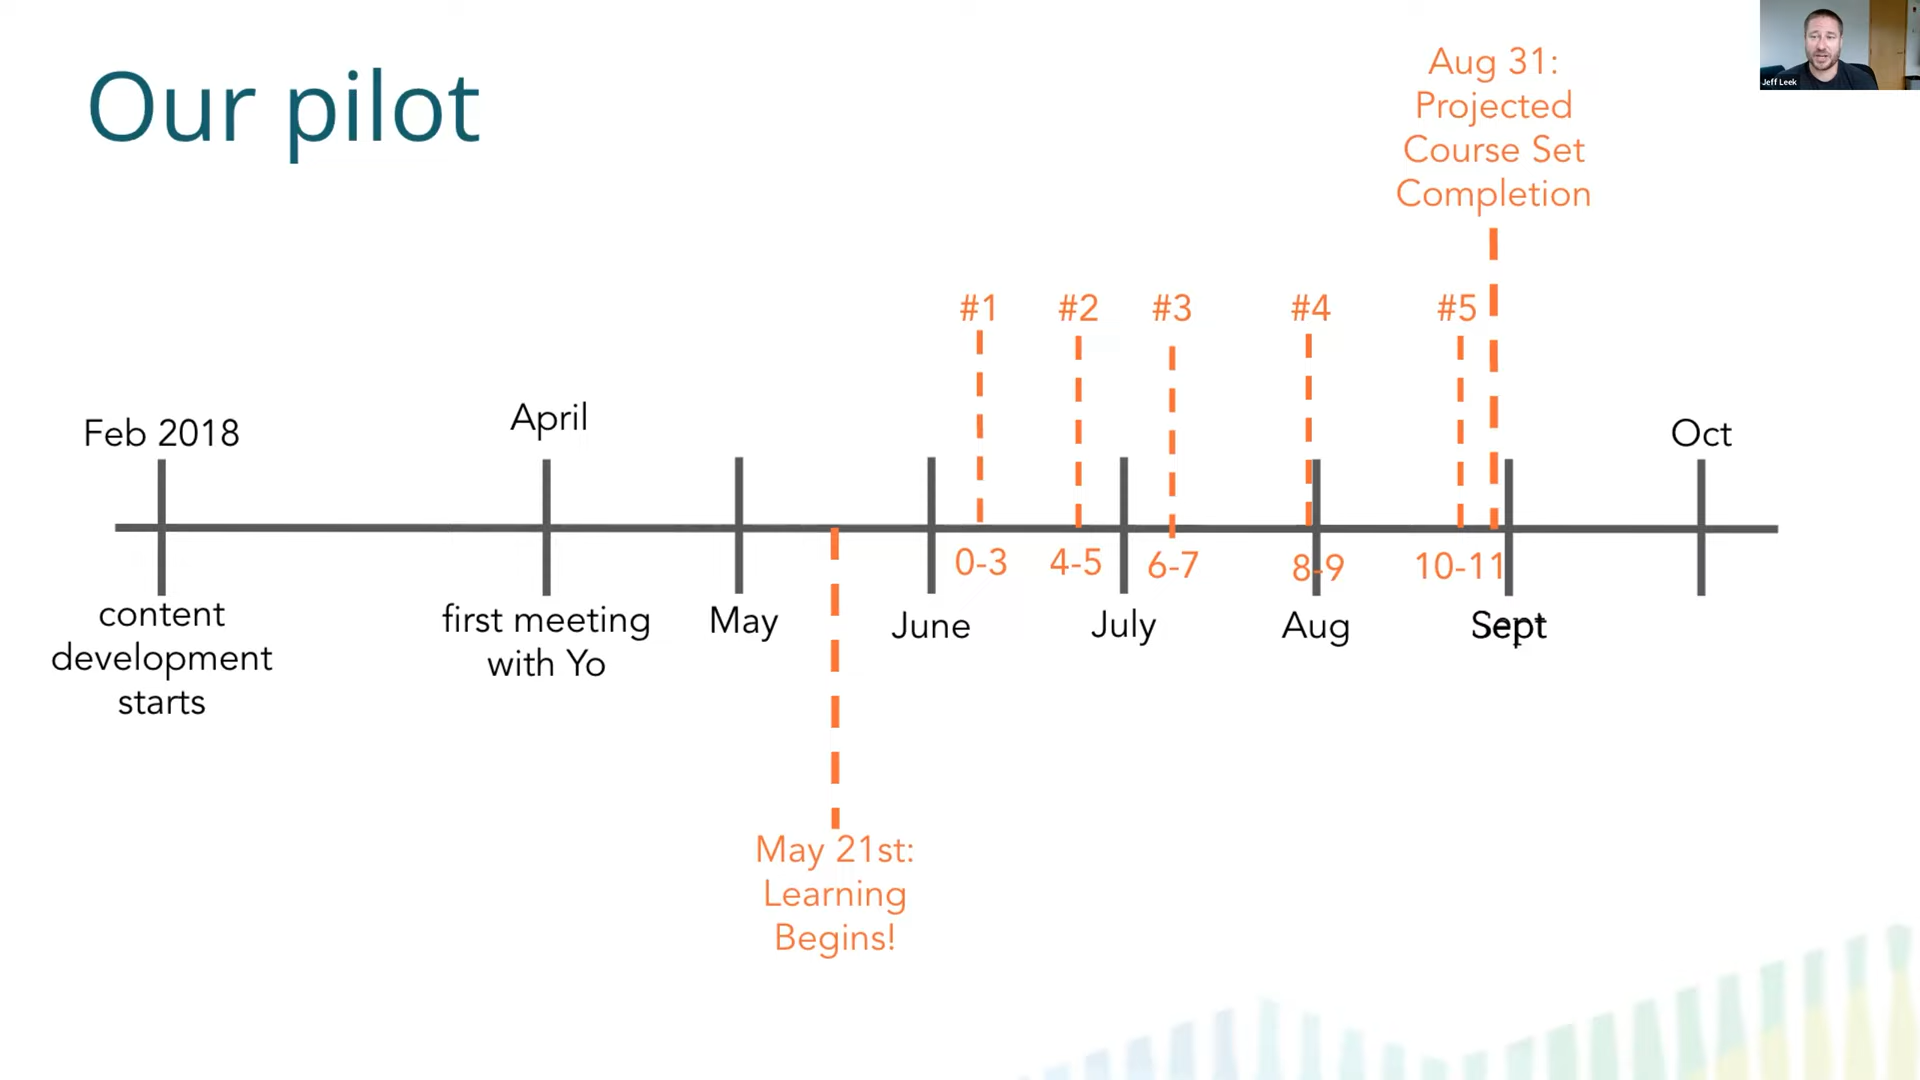 Our pilot
Jeff Leek
Aug 31:
Projected
Course Set
Completion
#1 #2 #3 #4 #5
Feb 2018
April
Oct
0-3 4-5 6-7 8-9 10-11
content
development
starts
first meeting
with Yo
May
June
July
Aug
Sept
May 21st:
Learning
Begins!